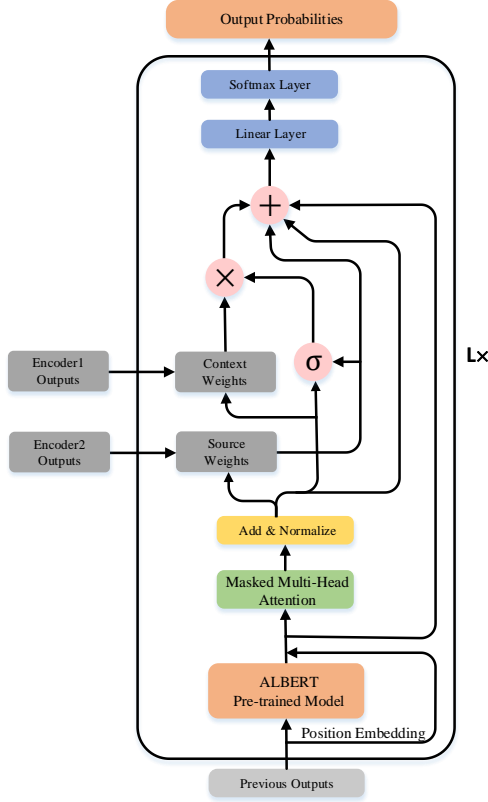 Output Probabilities
Softmax Layer
Linear Layer
+
×
σ
L×
Encoder1
Outputs
Context
Weights
Encoder2
Outputs
Source
Weights
Add & Normalize
Masked Multi-Head
Attention
ALBERT
Pre-trained Model
Position Embedding
Previous Outputs